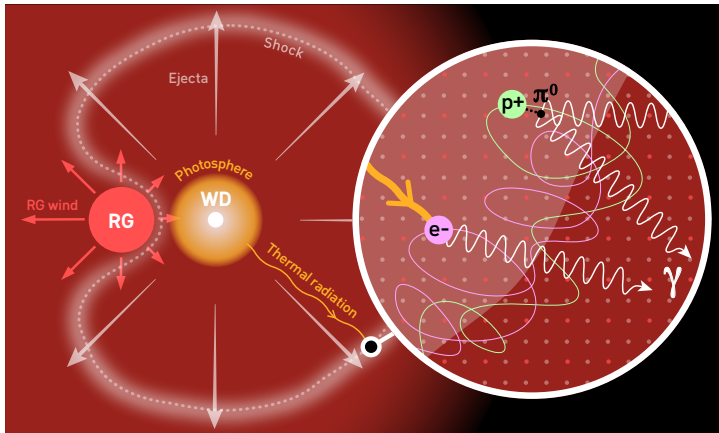 Shock
Ejecta
Photosphere
WD
RG wind
RG
Thermal radiation
p+
π⁰
e-
γ